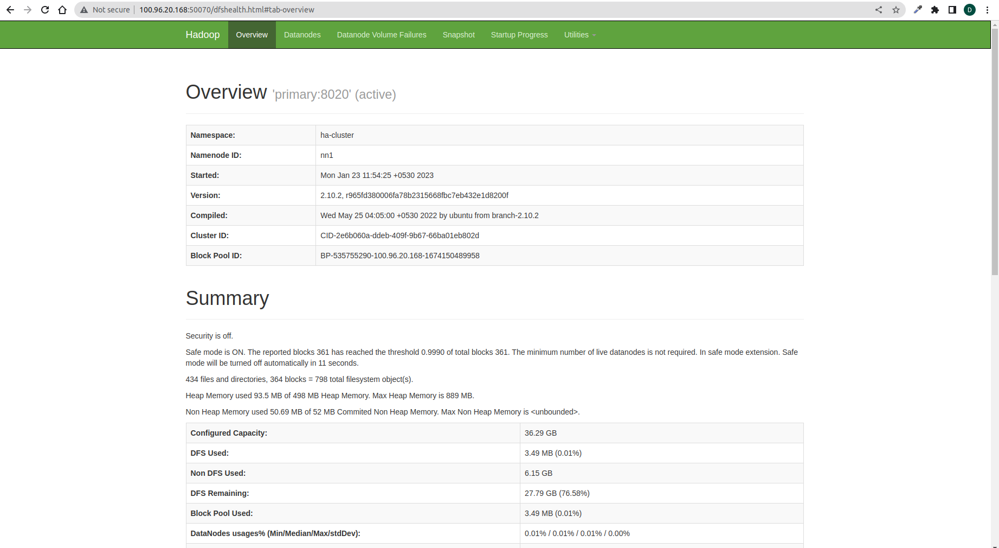 Not secure | 100.96.20.168:50070/dfshealth.html#tab-overview
D
Hadoop Overview Datanodes Datanode Volume Failures Snapshot Startup Progress Utilities
Overview 'primary:8020' (active)
Namespace: ha-cluster
Namenode ID: nn1
Started: Mon Jan 23 11:54:25 +0530 2023
Version: 2.10.2, r965fd380006fa78b2315668fbc7eb432e1d8200f
Compiled: Wed May 25 04:05:00 +0530 2022 by ubuntu from branch-2.10.2
Cluster ID: CID-2e6b060a-ddeb-409f-9b67-66ba01eb802d
Block Pool ID: BP-535755290-100.96.20.168-1674150489958
Summary
Security is off.
Safe mode is ON. The reported blocks 361 has reached the threshold 0.9990 of total blocks 361. The minimum number of live datanodes is not required. In safe mode extension. Safe
mode will be turned off automatically in 11 seconds.
434 files and directories, 364 blocks = 798 total filesystem object(s).
Heap Memory used 93.5 MB of 498 MB Heap Memory. Max Heap Memory is 889 MB.
Non Heap Memory used 50.69 MB of 52 MB Commited Non Heap Memory. Max Non Heap Memory is <unbounded>.
Configured Capacity: 36.29 GB
DFS Used: 3.49 MB (0.01%)
Non DFS Used: 6.15 GB
DFS Remaining: 27.79 GB (76.58%)
Block Pool Used: 3.49 MB (0.01%)
DataNodes usages% (Min/Median/Max/stdDev): 0.01% / 0.01% / 0.01% / 0.00%